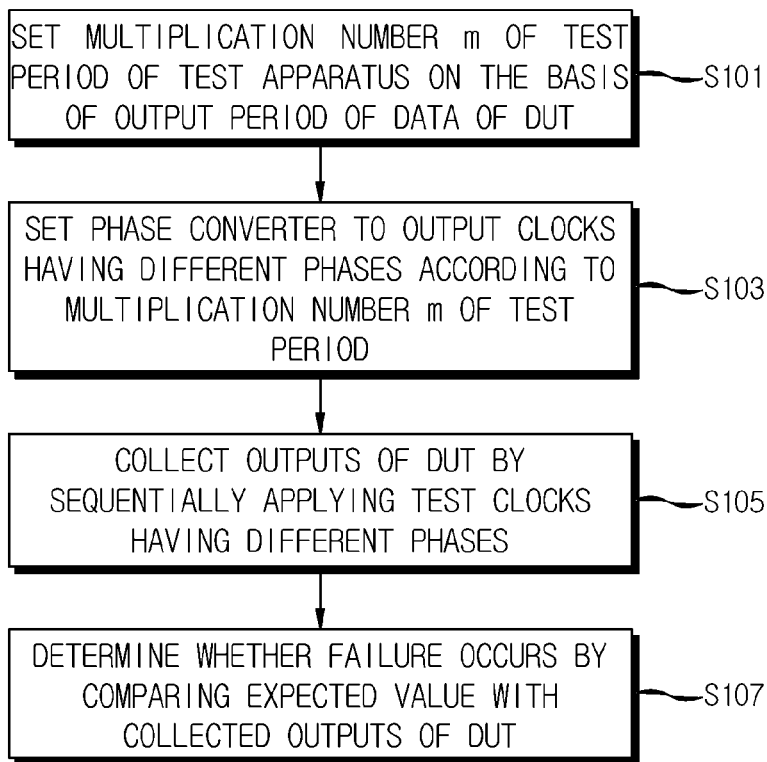 SET MULTIPLICATION NUMBER m OF TEST
PERIOD OF TEST APPARATUS ON THE BASIS
OF OUTPUT PERIOD OF DATA OF DUT
S101
SET PHASE CONVERTER TO OUTPUT CLOCKS
HAVING DIFFERENT PHASES ACCORDING TO
MULTIPLICATION NUMBER m OF TEST
PERIOD
S103
COLLECT OUTPUTS OF DUT BY
SEQUENTIALLY APPLYING TEST CLOCKS
HAVING DIFFERENT PHASES
S105
DETERMINE WHETHER FAILURE OCCURS BY
COMPARING EXPECTED VALUE WITH
COLLECTED OUTPUTS OF DUT
S107